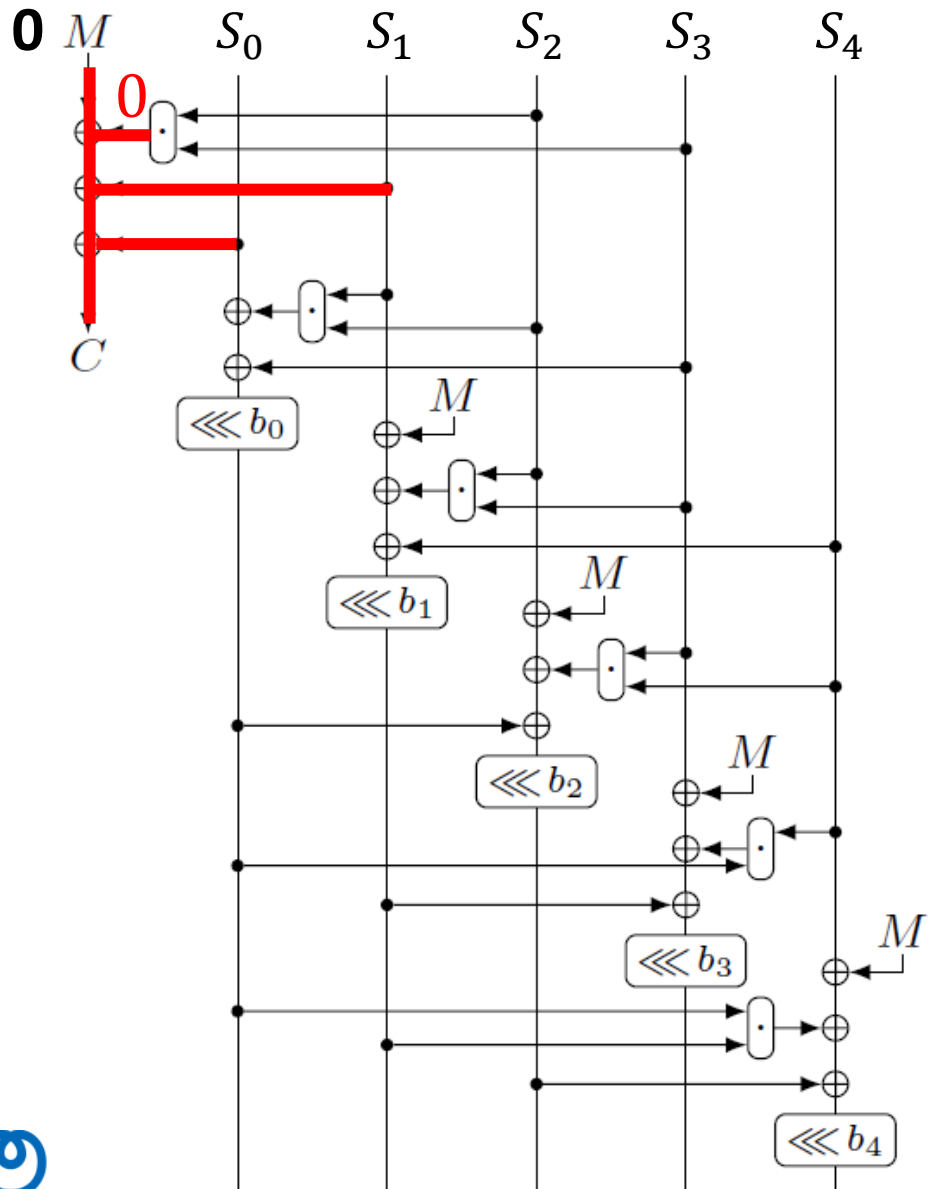 0 M S₀ S₁ S₂ S₃ S₄
0
·
·
C
M
⋘ b₀
·
M
⋘ b₁
·
M
⋘ b₂
·
M
⋘ b₃
·
⋘ b₄